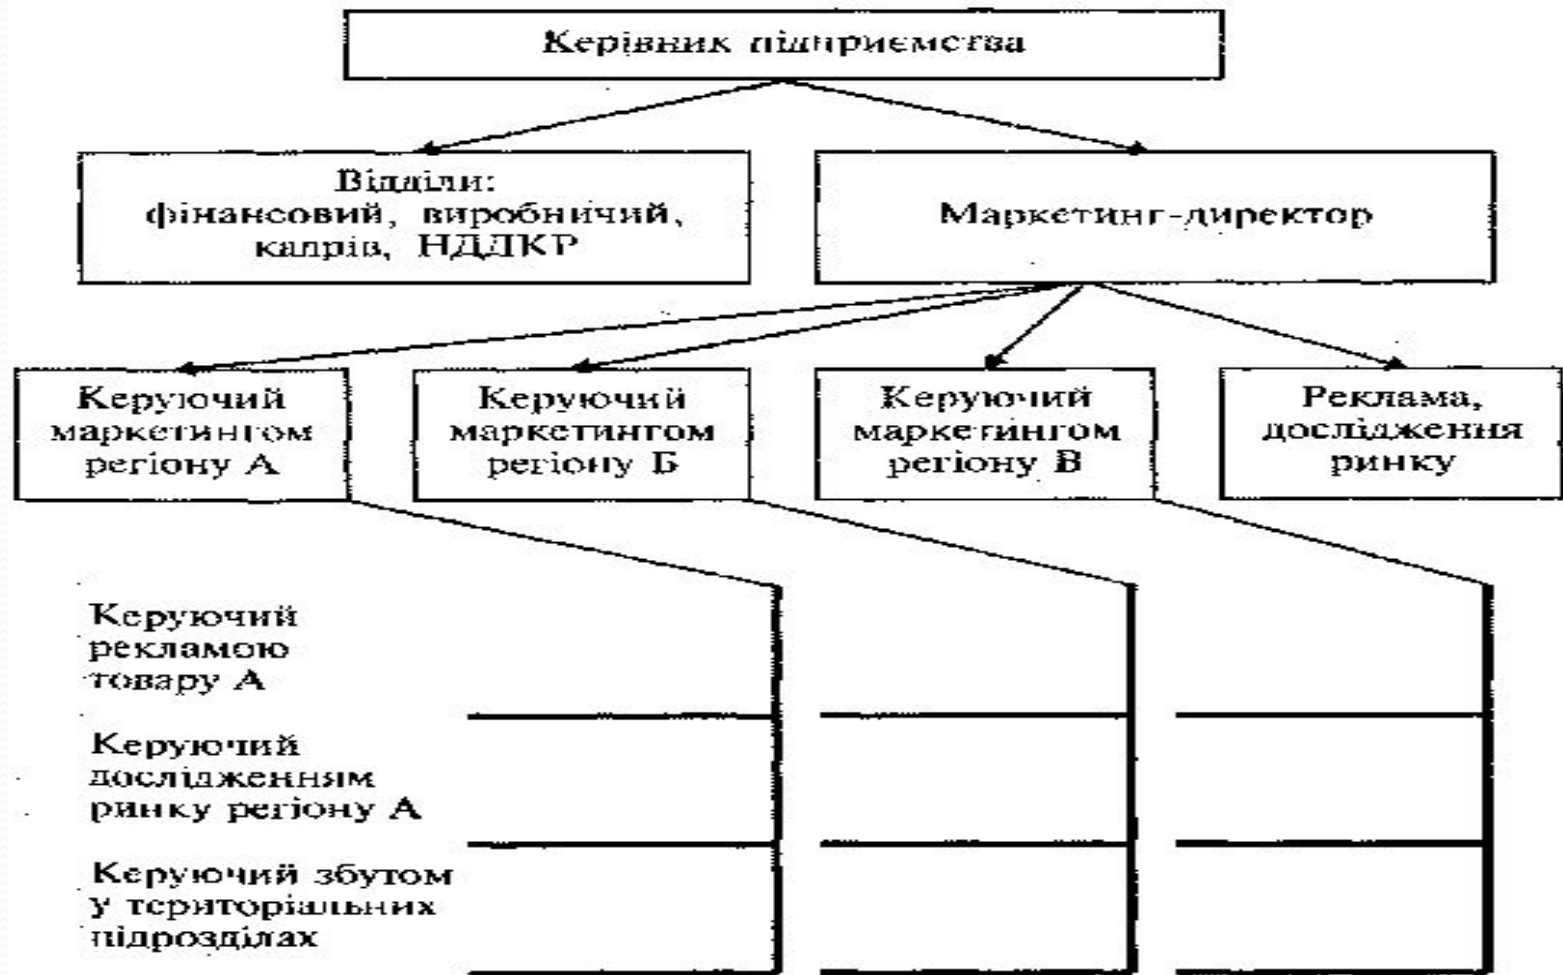 Керівник підприємства
Відділи:
фінансовий, виробничий,
кадрів, НДДКР
Маркетинг-директор
Керуючий
маркетингом
регіону А
Керуючий
маркетингом
регіону Б
Керуючий
маркетингом
регіону В
Реклама,
дослідження
ринку
Керуючий
рекламою
товару А
Керуючий
дослідженням
ринку регіону А
Керуючий збутом
у територіальних
підрозділах